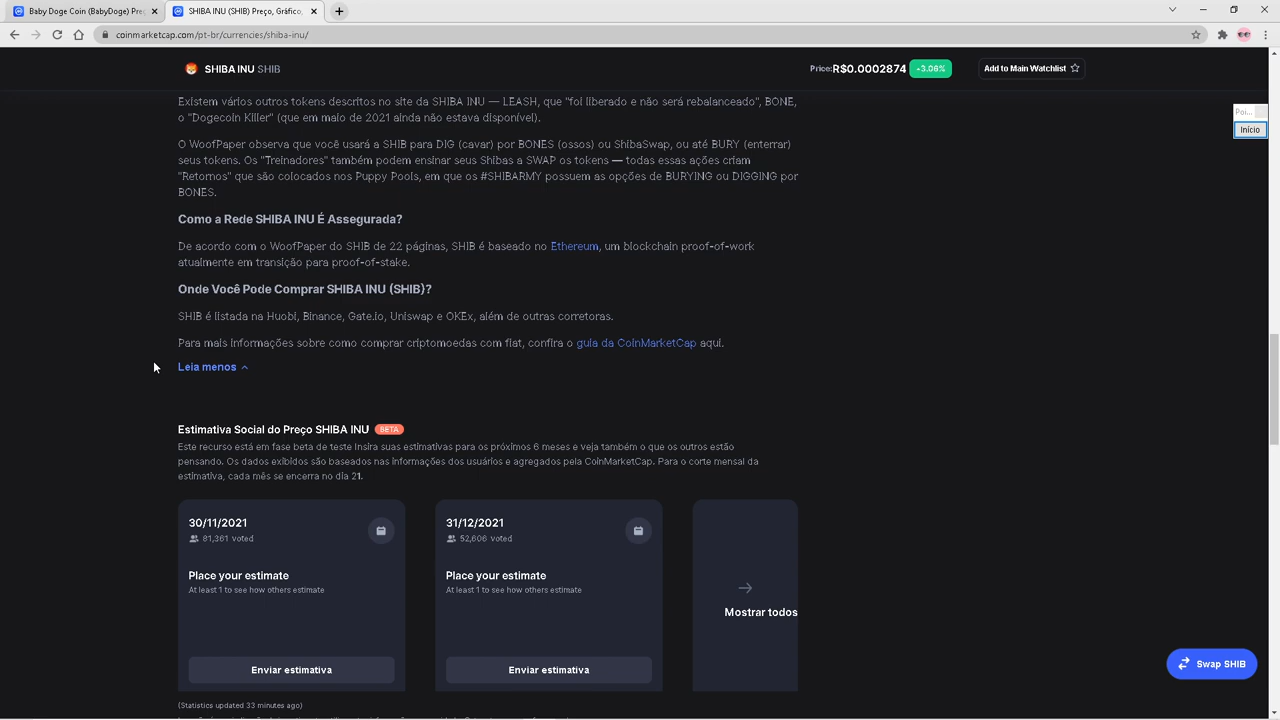 Baby Doge Coin (BabyDoge) Pre
SHIBA INU (SHIB) Preço, Gráfico,
coinmarketcap.com/pt-br/currencies/shiba-inu/
SHIBA INU SHIB
Price:R$0.0002874 +3.06%
Add to Main Watchlist
Poi...
Início
Existem vários outros tokens descritos no site da SHIBA INU — LEASH, que "foi liberado e não será rebalanceado", BONE,
o "Dogecoin Killer" (que em maio de 2021 ainda não estava disponível).
O WoofPaper observa que você usará a SHIB para DIG (cavar) por BONES (ossos) ou ShibaSwap, ou até BURY (enterrar)
seus tokens. Os "Treinadores" também podem ensinar seus Shibas a SWAP os tokens — todas essas ações criam
"Retornos" que são colocados nos Puppy Pools, em que os #SHIBARMY possuem as opções de BURYING ou DIGGING por
BONES.
Como a Rede SHIBA INU É Assegurada?
De acordo com o WoofPaper do SHIB de 22 páginas, SHIB é baseado no Ethereum, um blockchain proof-of-work
atualmente em transição para proof-of-stake.
Onde Você Pode Comprar SHIBA INU (SHIB)?
SHIB é listada na Huobi, Binance, Gate.io, Uniswap e OKEx, além de outras corretoras.
Para mais informações sobre como comprar criptomoedas com fiat, confira o guia da CoinMarketCap aqui.
Leia menos
Estimativa Social do Preço SHIBA INU BETA
Este recurso está em fase beta de teste Insira suas estimativas para os próximos 6 meses e veja também o que os outros estão
pensando. Os dados exibidos são baseados nas informações dos usuários e agregados pela CoinMarketCap. Para o corte mensal da
estimativa, cada mês se encerra no dia 21.
30/11/2021
81,361 voted
Place your estimate
At least 1 to see how others estimate
Enviar estimativa
31/12/2021
52,606 voted
Place your estimate
At least 1 to see how others estimate
Enviar estimativa
Mostrar todos
Swap SHIB
(Statistics updated 33 minutes ago)